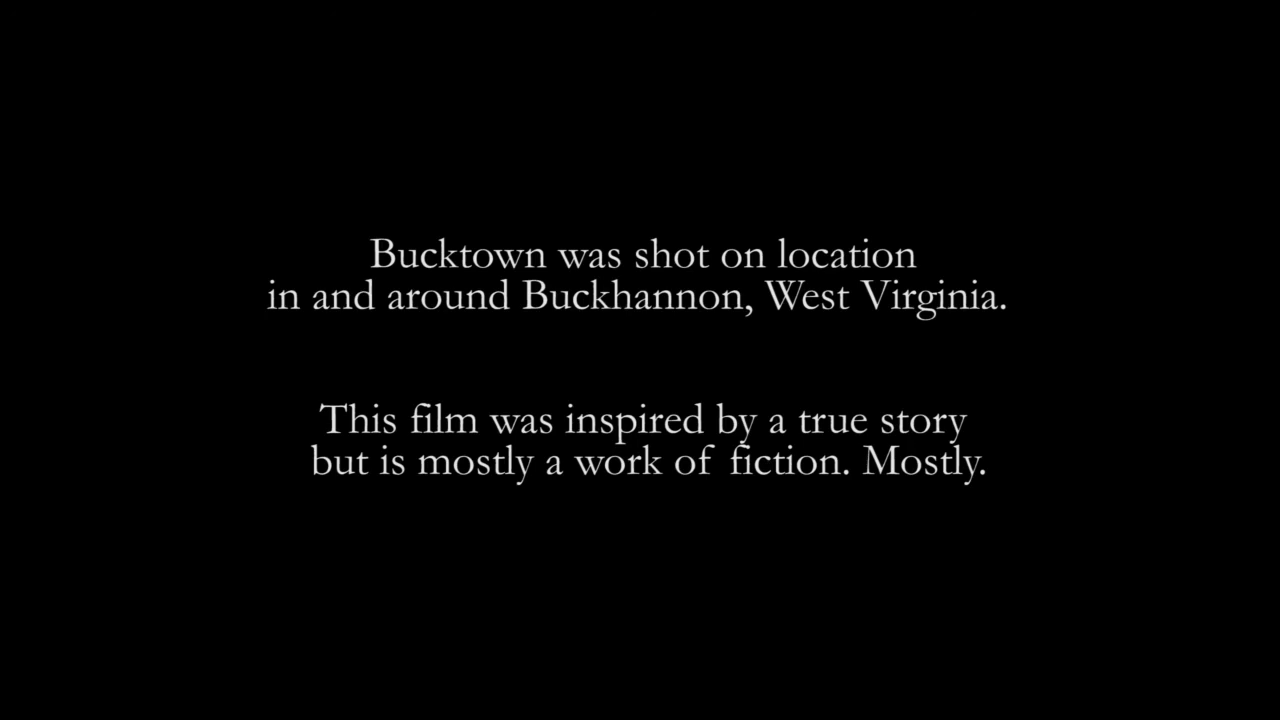 Bucktown was shot on location
in and around Buckhannon, West Virginia.
This film was inspired by a true story
but is mostly a work of fiction. Mostly.